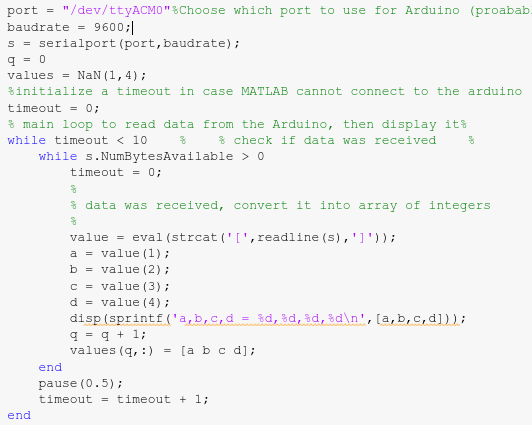 port = "/dev/ttyACM0"%Choose which port to use for Arduino (proabab
baudrate = 9600;
s = serialport(port,baudrate);
q = 0
values = NaN(1,4);
%initialize a timeout in case MATLAB cannot connect to the arduino
timeout = 0;
% main loop to read data from the Arduino, then display it%
while timeout < 10    %    % check if data was received    %
    while s.NumBytesAvailable > 0
        timeout = 0;
        %
        % data was received, convert it into array of integers
        %
        value = eval(strcat('[',readline(s),']'));
        a = value(1);
        b = value(2);
        c = value(3);
        d = value(4);
        disp(sprintf('a,b,c,d = %d,%d,%d,%d\n',[a,b,c,d]));
        q = q + 1;
        values(q,:) = [a b c d];
    end
    pause(0.5);
    timeout = timeout + 1;
end